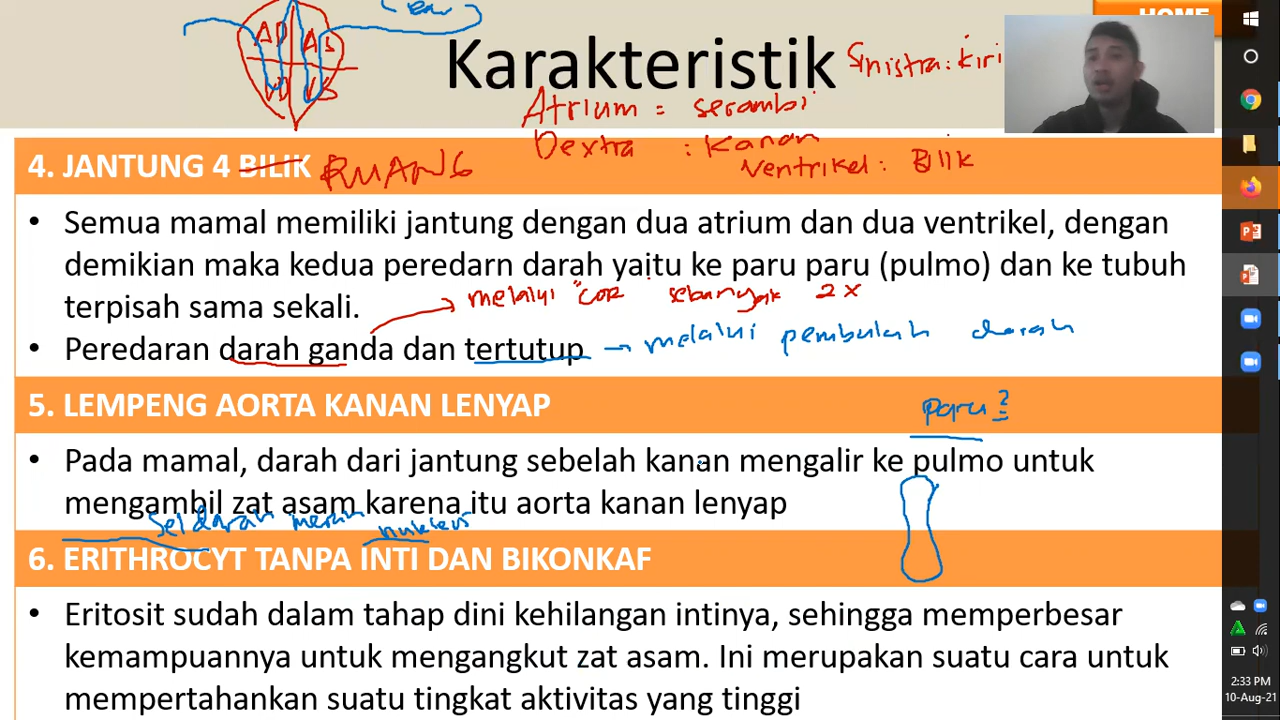 HOME
AD AS
VD VS
Karakteristik
Sinistra : kiri
Atrium = serambi
Dextra : Kanan
Ventrikel : Bilik
4. JANTUNG 4 BILIK RUANG
• Semua mamal memiliki jantung dengan dua atrium dan dua ventrikel, dengan
demikian maka kedua peredarn darah yaitu ke paru paru (pulmo) dan ke tubuh
terpisah sama sekali.
melalui "cor sebanyak 2x
• Peredaran darah ganda dan tertutup
melalui pembuluh darah
5. LEMPENG AORTA KANAN LENYAP
paru²
• Pada mamal, darah dari jantung sebelah kanan mengalir ke pulmo untuk
mengambil zat asam karena itu aorta kanan lenyap
Sel darah merah nukleus
6. ERITHROCYT TANPA INTI DAN BIKONKAF
• Eritosit sudah dalam tahap dini kehilangan intinya, sehingga memperbesar
kemampuannya untuk mengangkut zat asam. Ini merupakan suatu cara untuk
mempertahankan suatu tingkat aktivitas yang tinggi
2:33 PM
10-Aug-21